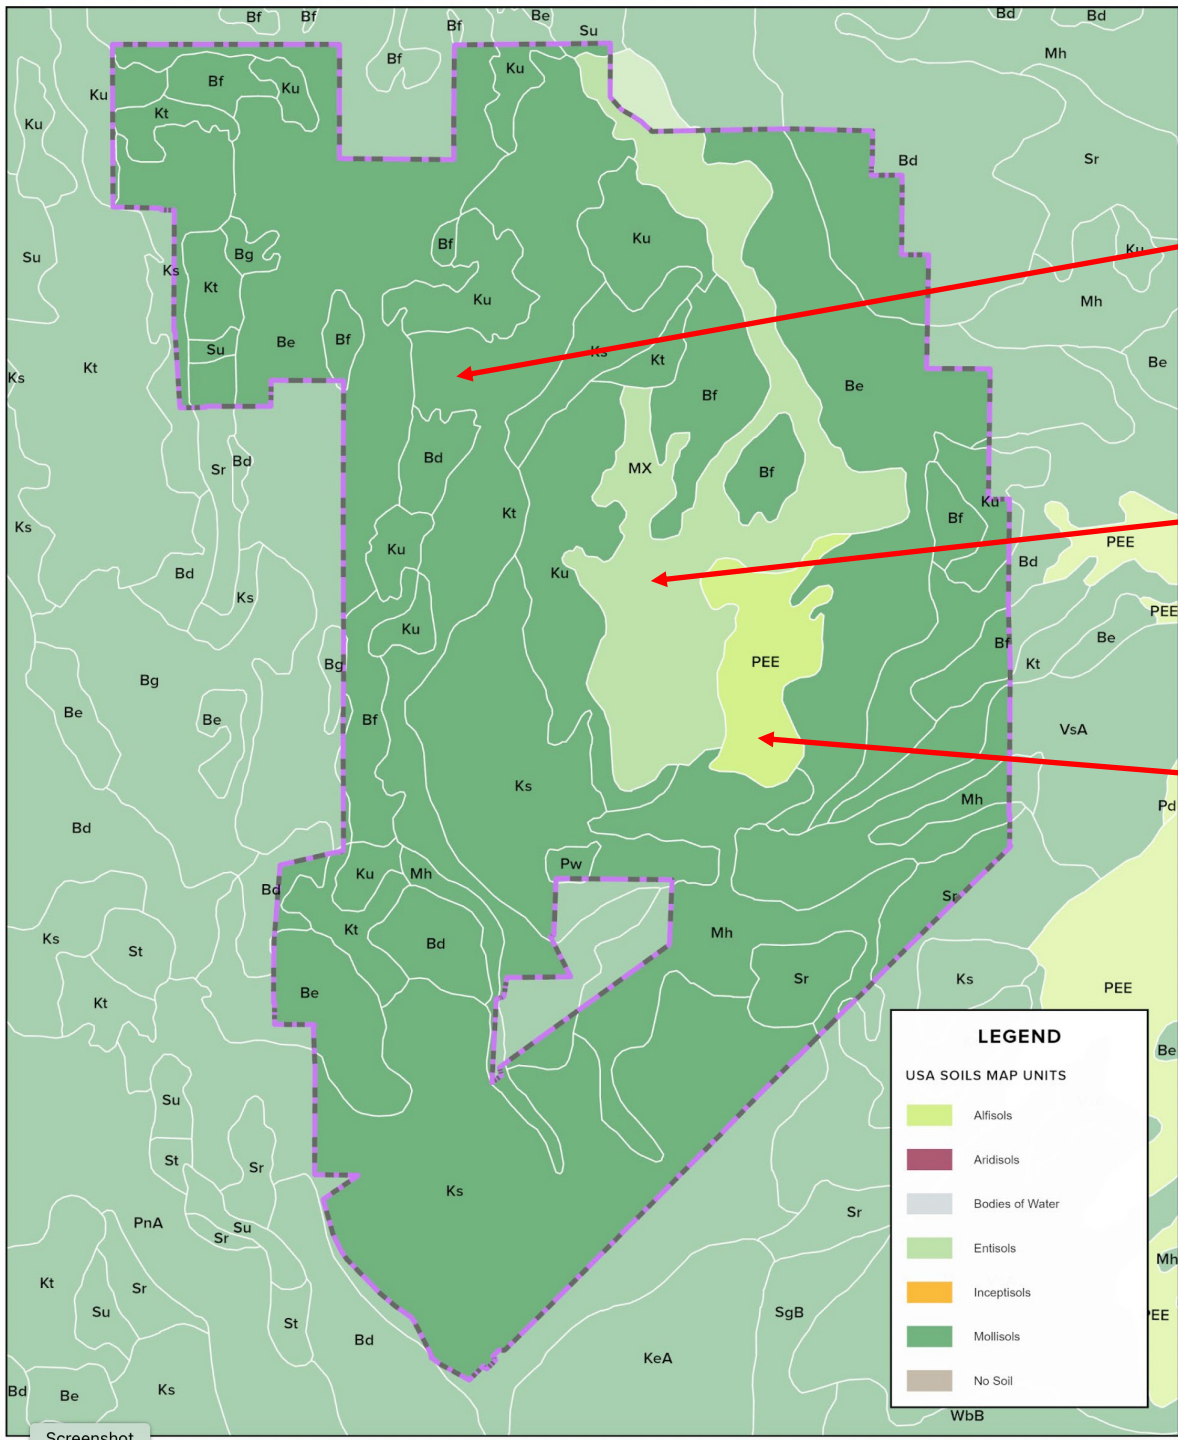 Bf Bf Bf Be Su Bd Bd
Bf Ku Mh
Ku Bf Ku
Ku Kt
Bd Sr
Ku Ku
Su Ks Bg Bf
Kt Ku Mh
Su Be Bf Ks Kt Be
Ks Kt Bf Be
Sr Bd Bd MX Bf
Ku
Ks Kt Bf
Ku PEE
Bd Ku Bd
Ks PEE
Ku Bf Be
Bg Bg PEE Kt
Be Be Bf VsA
Ks Mh Pd
Bd
Pw
Bd Ku Mh
Sr
Ks St Kt Bd Mh
Kt Be Sr Ks PEE
LEGEND
USA SOILS MAP UNITS
Alfisols
Aridisols
Bodies of Water
Entisols
Inceptisols
Mollisols
No Soil
Be
Su
St Sr
Ks
PnA Su Sr
Sr Mh
Kt Sr
Su St SgB PEE
Bd KeA
Bd Be Ks
WbB
Screenshot